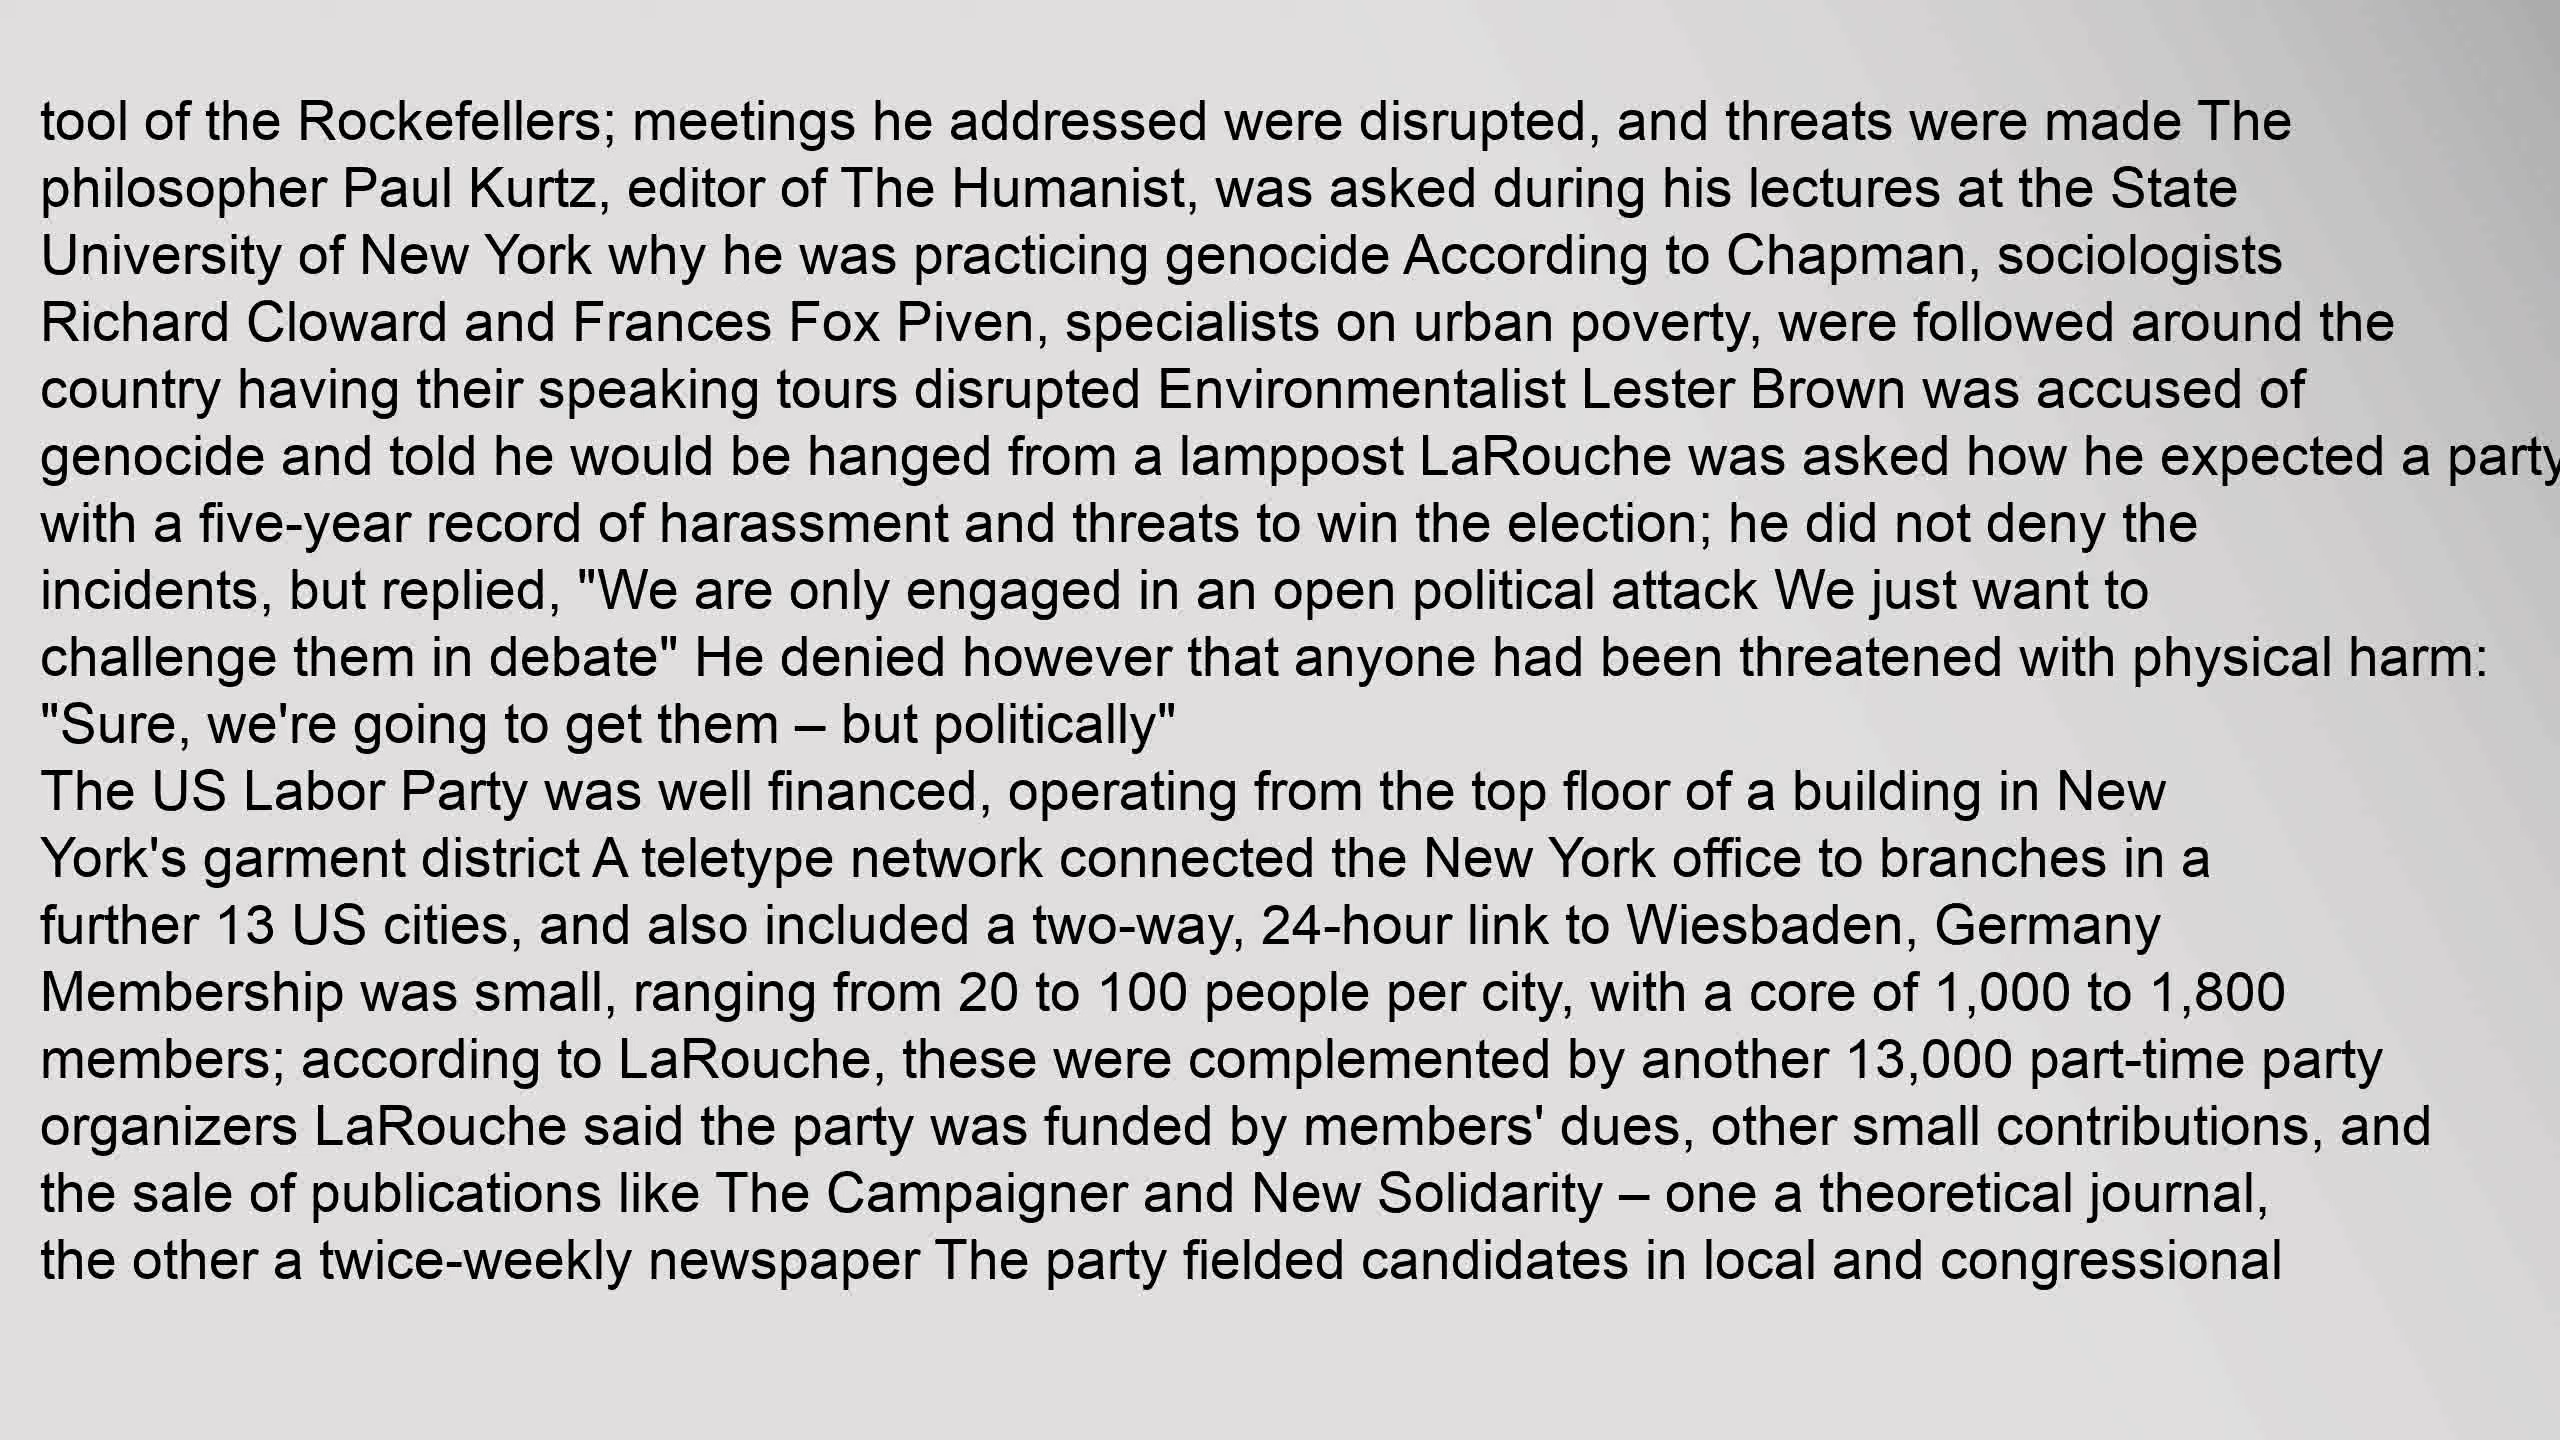 tool of the Rockefellers; meetings he addressed were disrupted, and threats were made The
philosopher Paul Kurtz, editor of The Humanist, was asked during his lectures at the State
University of New York why he was practicing genocide According to Chapman, sociologists
Richard Cloward and Frances Fox Piven, specialists on urban poverty, were followed around the
country having their speaking tours disrupted Environmentalist Lester Brown was accused of
genocide and told he would be hanged from a lamppost LaRouche was asked how he expected a party
with a five-year record of harassment and threats to win the election; he did not deny the
incidents, but replied, "We are only engaged in an open political attack We just want to
challenge them in debate" He denied however that anyone had been threatened with physical harm:
"Sure, we're going to get them – but politically"
The US Labor Party was well financed, operating from the top floor of a building in New
York's garment district A teletype network connected the New York office to branches in a
further 13 US cities, and also included a two-way, 24-hour link to Wiesbaden, Germany
Membership was small, ranging from 20 to 100 people per city, with a core of 1,000 to 1,800
members; according to LaRouche, these were complemented by another 13,000 part-time party
organizers LaRouche said the party was funded by members' dues, other small contributions, and
the sale of publications like The Campaigner and New Solidarity – one a theoretical journal,
the other a twice-weekly newspaper The party fielded candidates in local and congressional